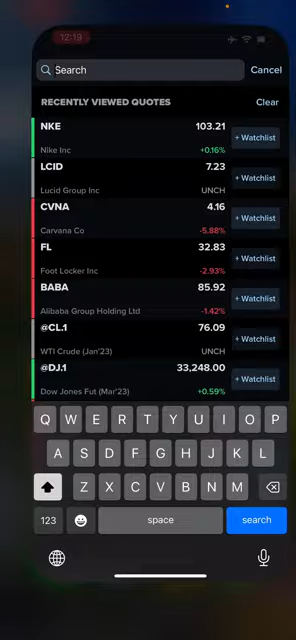 12:19
Search
Cancel
RECENTLY VIEWED QUOTES
Clear
NKE 103.21
Nike Inc +0.16%
+ Watchlist
LCID 7.23
Lucid Group Inc UNCH
+ Watchlist
CVNA 4.16
Carvana Co -5.88%
+ Watchlist
FL 32.83
Foot Locker Inc -2.93%
+ Watchlist
BABA 85.92
Alibaba Group Holding Ltd -1.42%
+ Watchlist
@CL.1 76.09
WTI Crude (Jan'23) UNCH
+ Watchlist
@DJ.1 33,248.00
Dow Jones Fut (Mar'23) +0.59%
+ Watchlist
Q W E R T Y U I O P
A S D F G H J K L
Z X C V B N M
123 space search